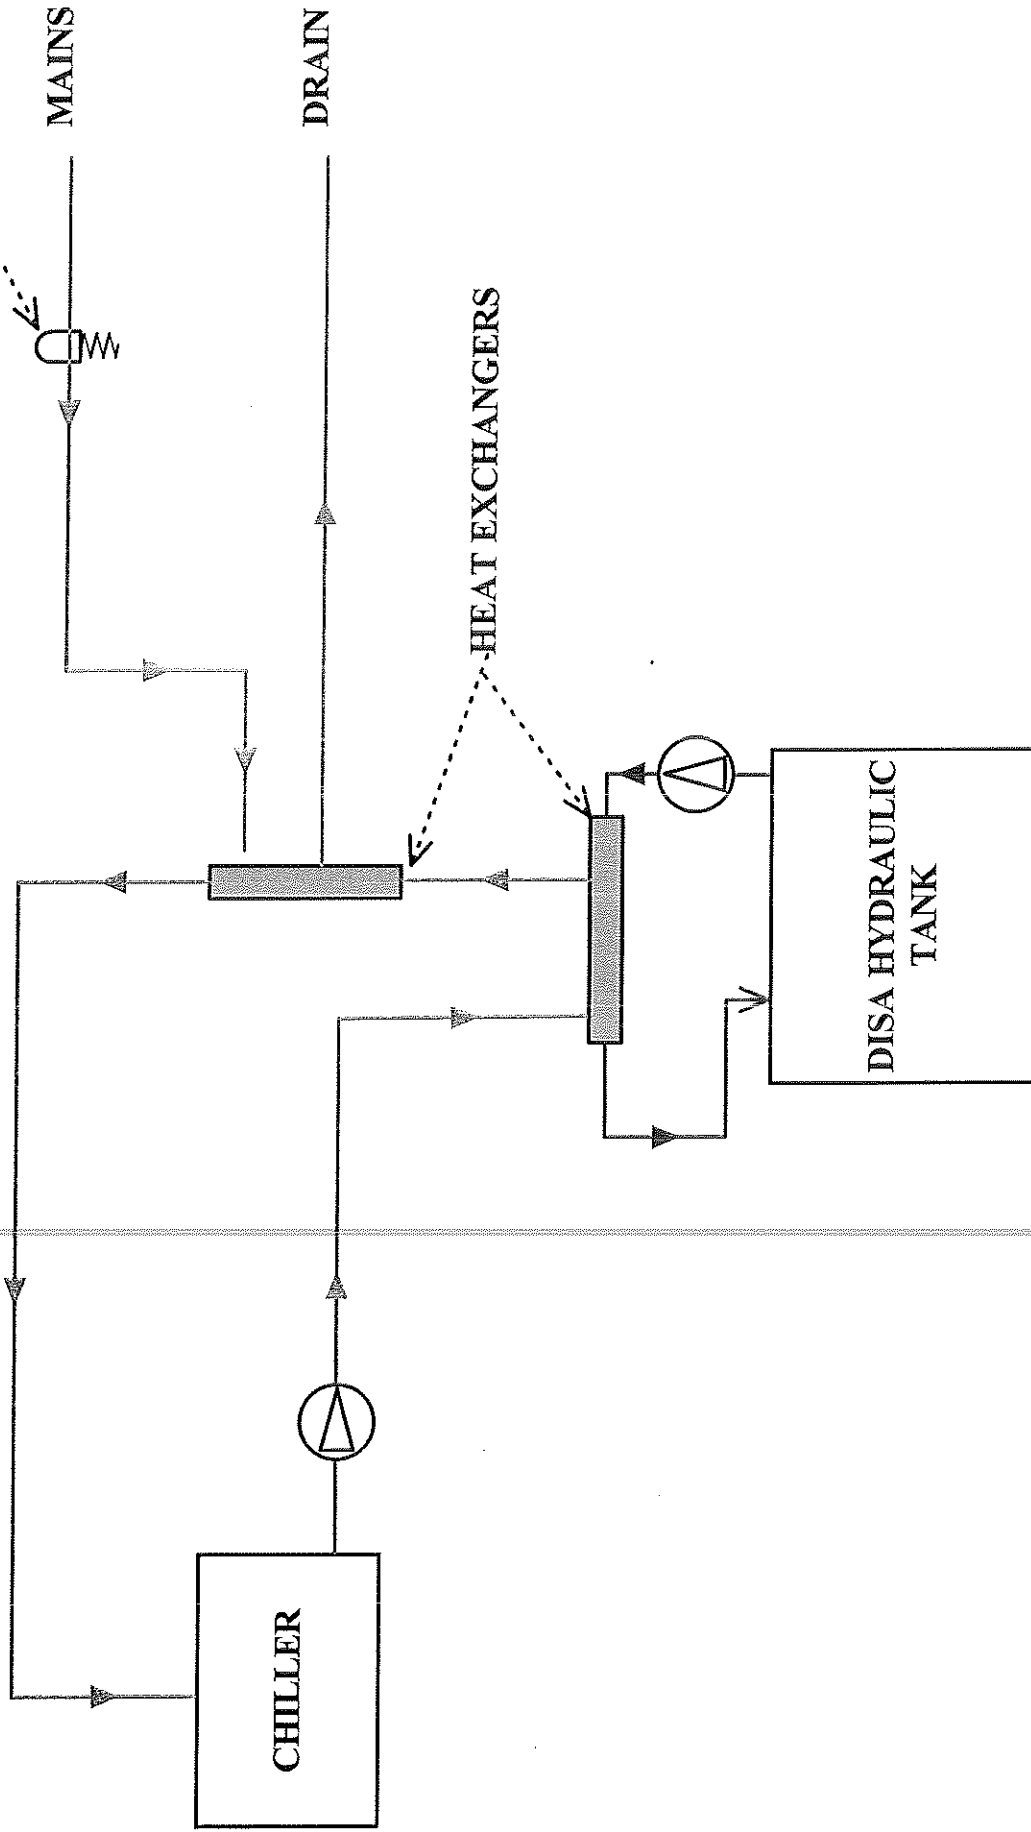 MAINS
DRAIN
HEAT EXCHANGERS
CHILLER
DISA HYDRAULIC
TANK